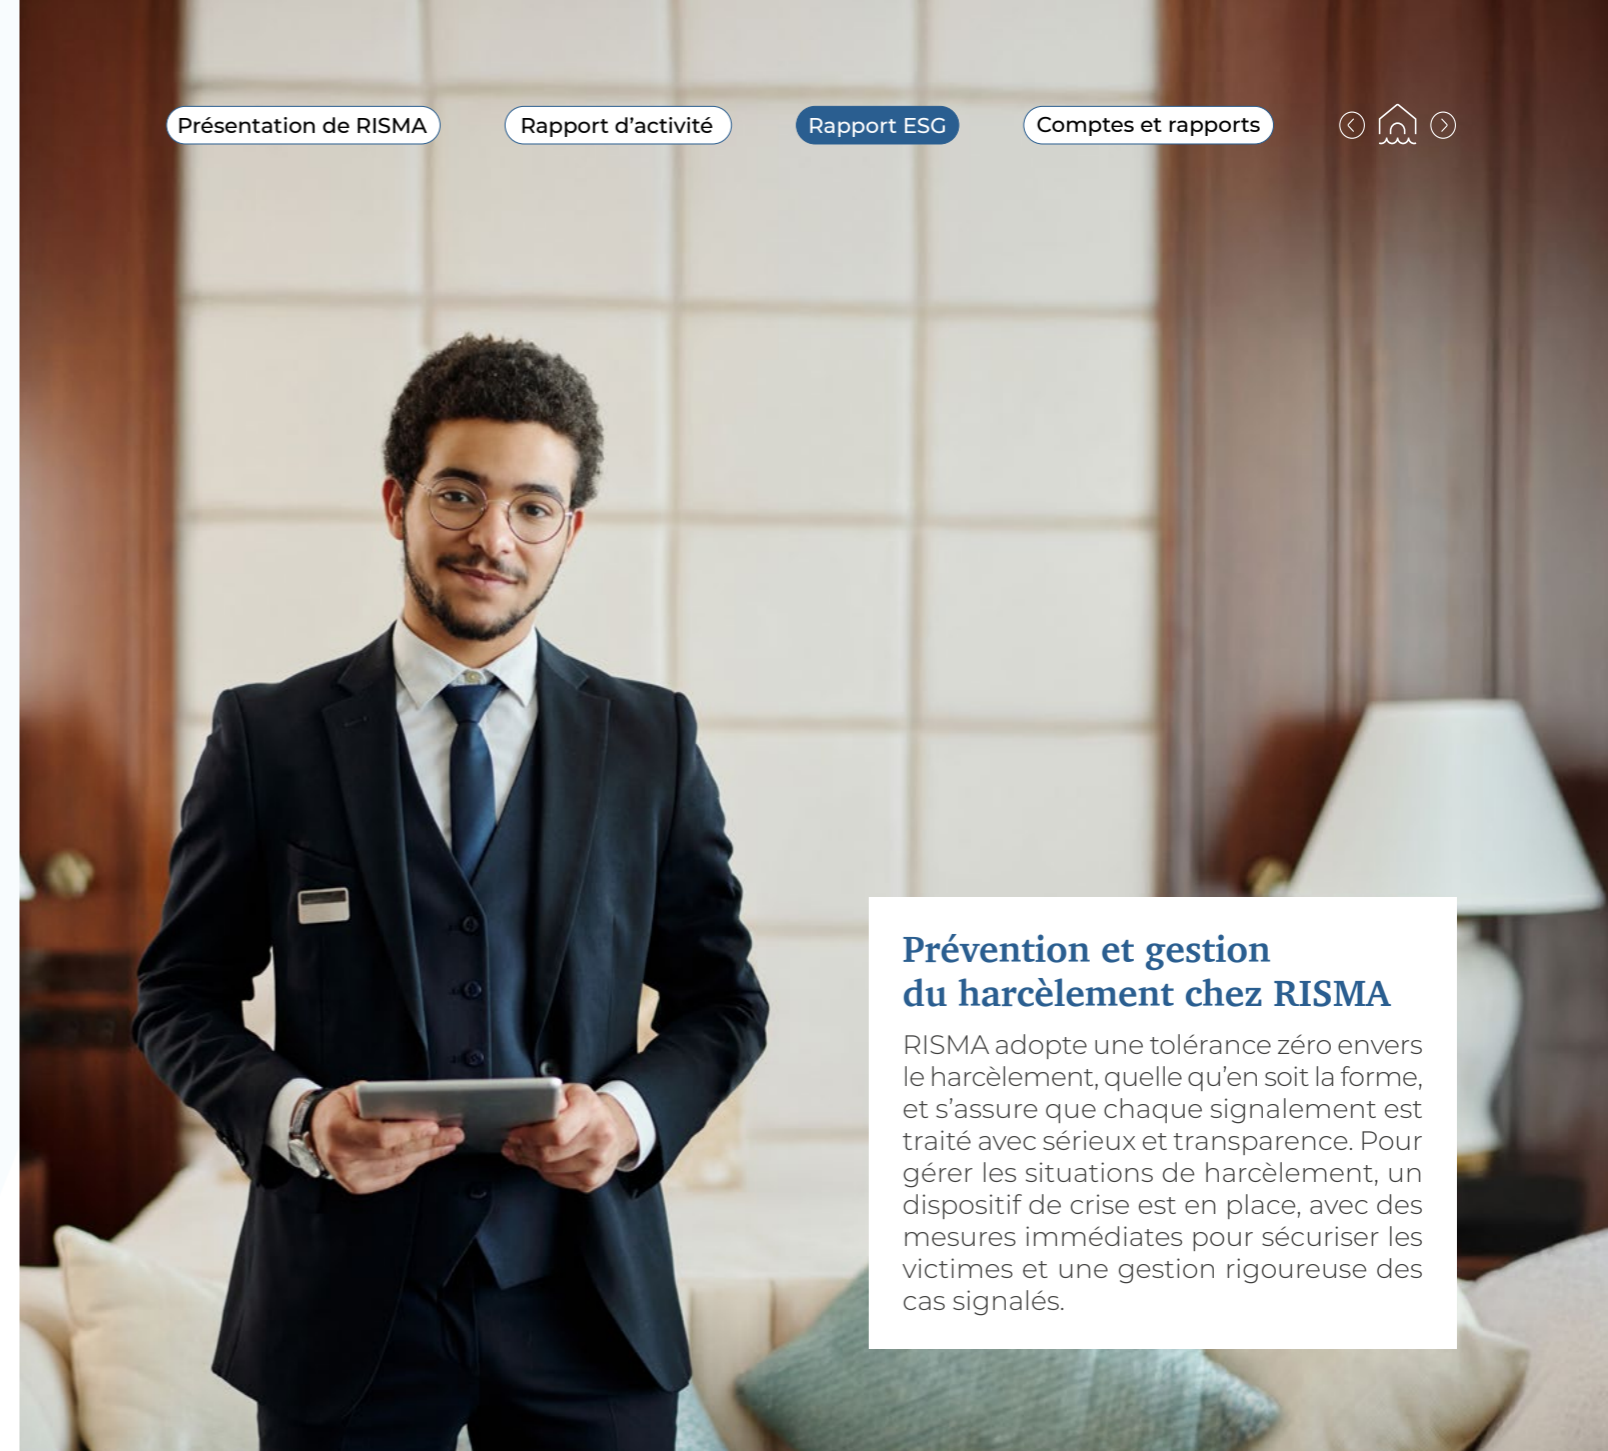 Présentation de RISMA
Rapport d’activité
Rapport ESG
Comptes et rapports
Prévention et gestion
du harcèlement chez RISMA
RISMA adopte une tolérance zéro envers
le harcèlement, quelle qu’en soit la forme,
et s’assure que chaque signalement est
traité avec sérieux et transparence. Pour
gérer les situations de harcèlement, un
dispositif de crise est en place, avec des
mesures immédiates pour sécuriser les
victimes et une gestion rigoureuse des
cas signalés.